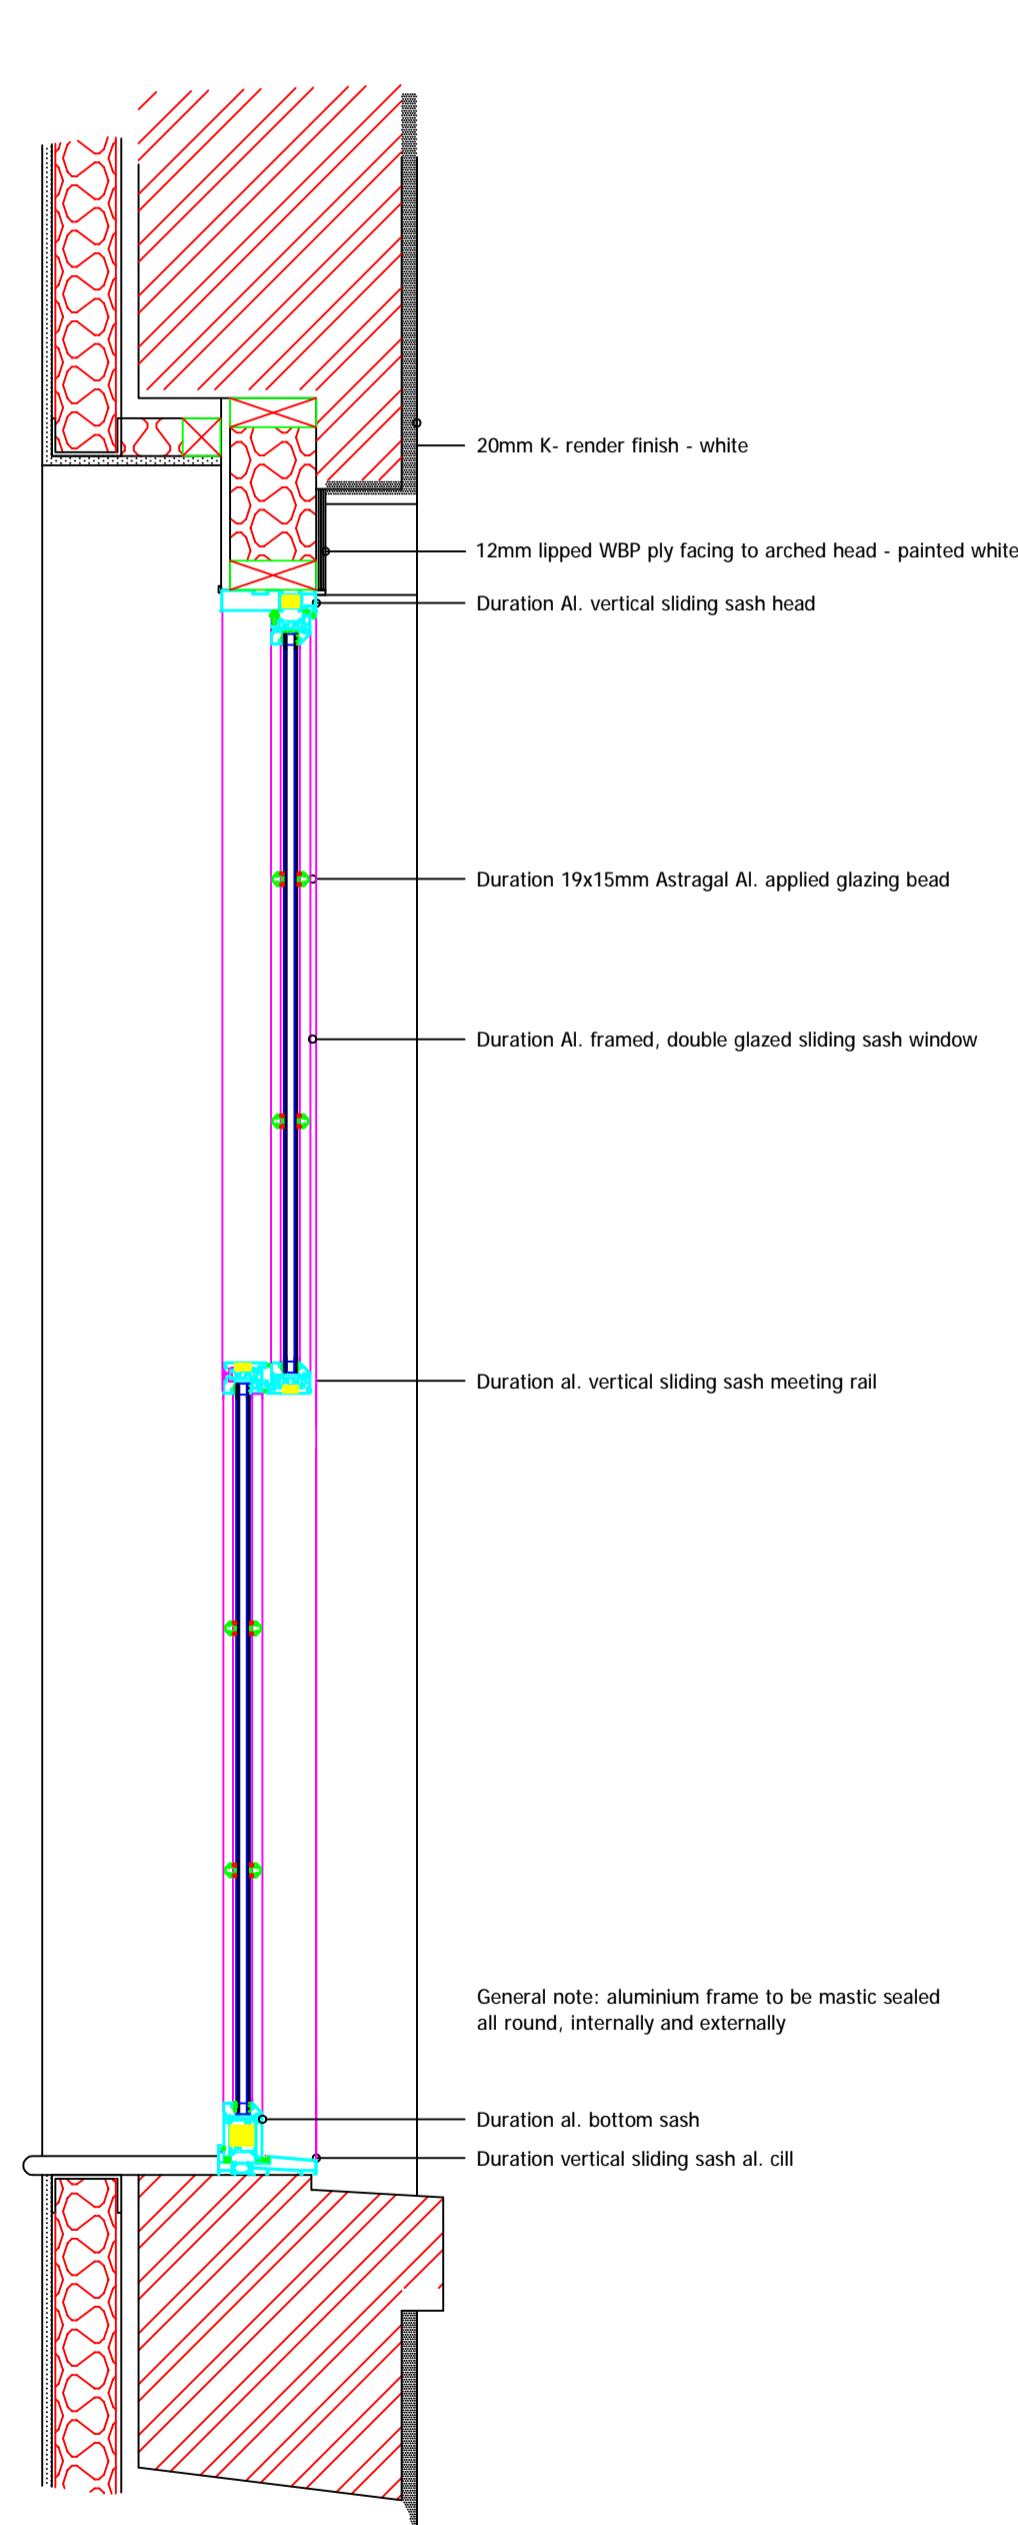 20mm K- render finish - white
12mm lipped WBP ply facing to arched head - painted white
Duration Al. vertical sliding sash head
Duration 19x15mm Astragal Al. applied glazing bead
Duration Al. framed, double glazed sliding sash window
Duration al. vertical sliding sash meeting rail
General note: aluminium frame to be mastic sealed
all round, internally and externally
Duration al. bottom sash
Duration vertical sliding sash al. cill